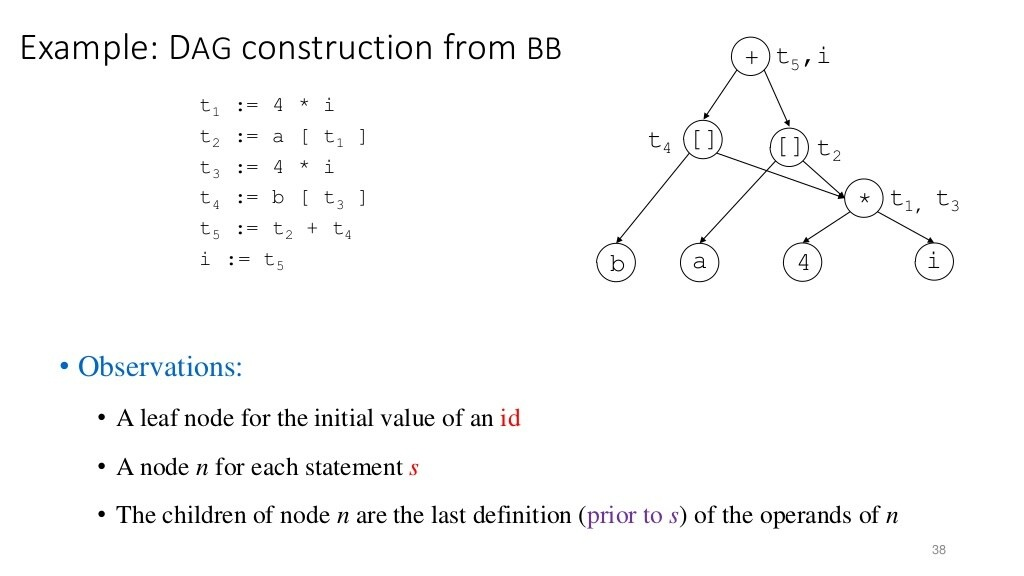 Example: DAG construction from BB
t1 := 4 * i
t2 := a [ t1 ]
t3 := 4 * i
t4 := b [ t3 ]
t5 := t2 + t4
i := t5
+ t5,i
t4 []
[] t2
* t1, t3
b a 4 i
• Observations:
• A leaf node for the initial value of an id
• A node n for each statement s
• The children of node n are the last definition (prior to s) of the operands of n
38